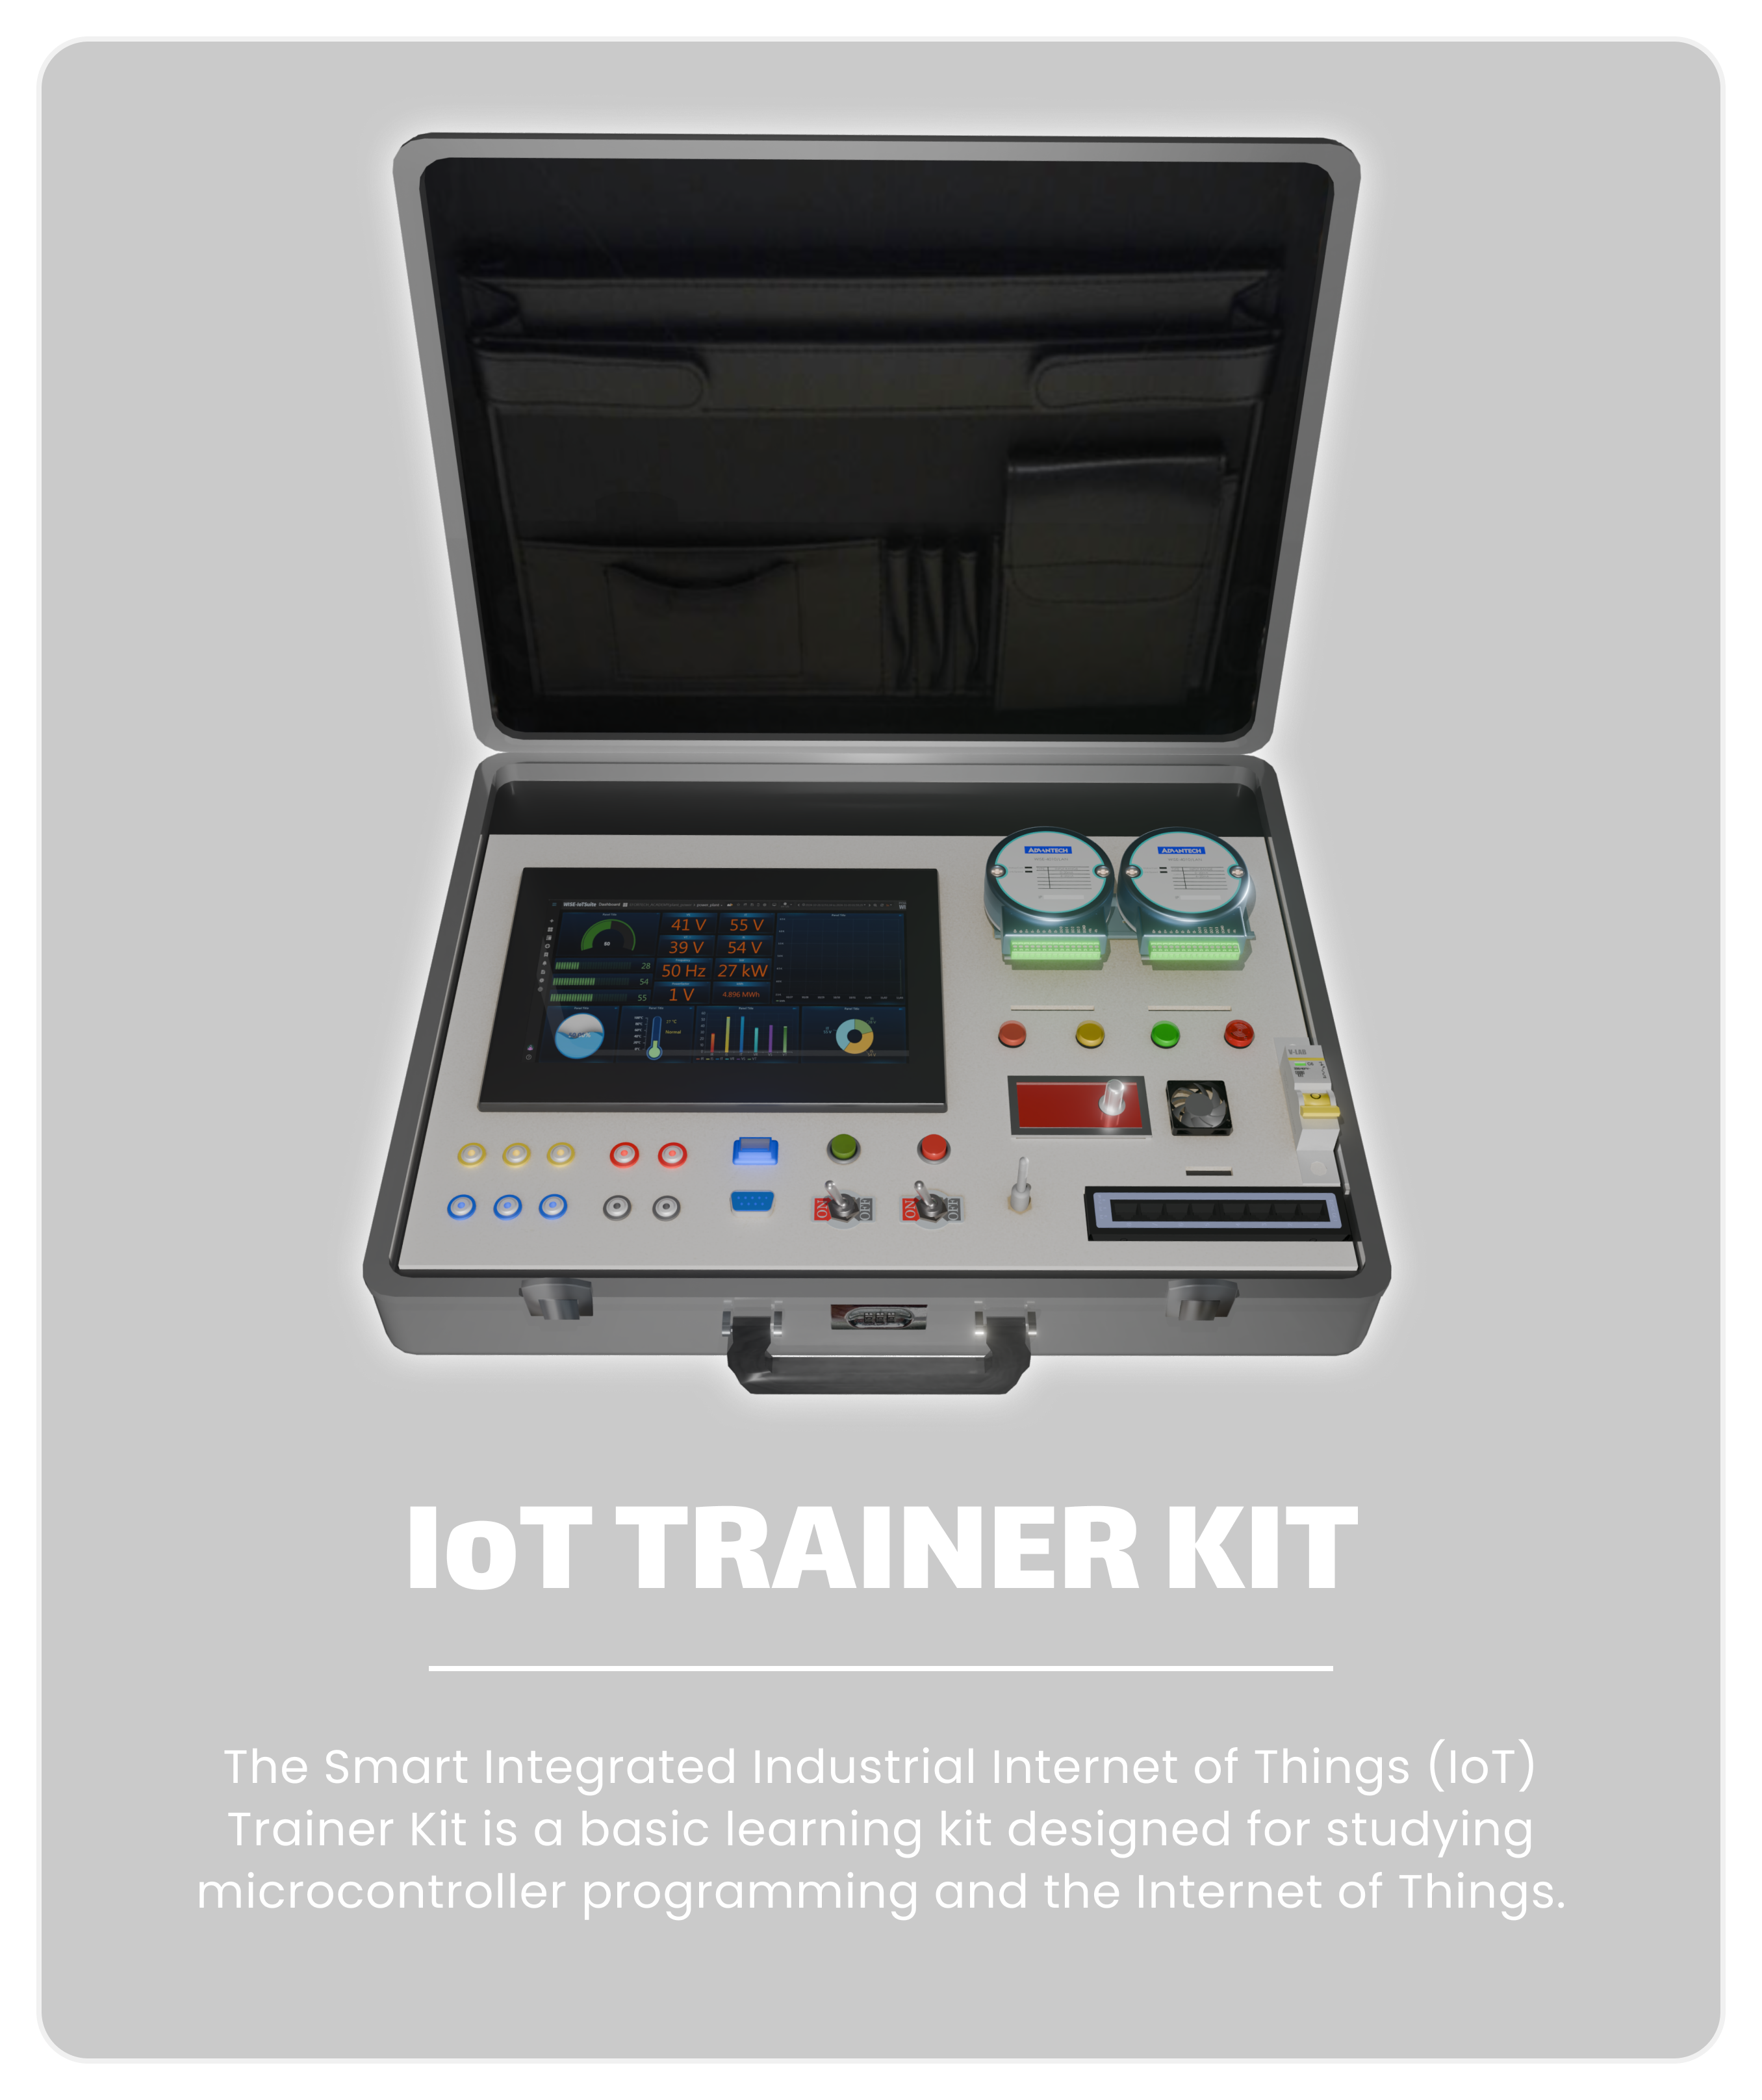 WISE-IoTSuite Dashboard
60
41 V 55 V
39 V 54 V
50 Hz 27 kW
1 V 4.896 MWh
28
54
55
Normal
ADVANTECH
ADVANTECH
ON OFF
ON OFF
IoT TRAINER KIT
The Smart Integrated Industrial Internet of Things (IoT)
Trainer Kit is a basic learning kit designed for studying
microcontroller programming and the Internet of Things.